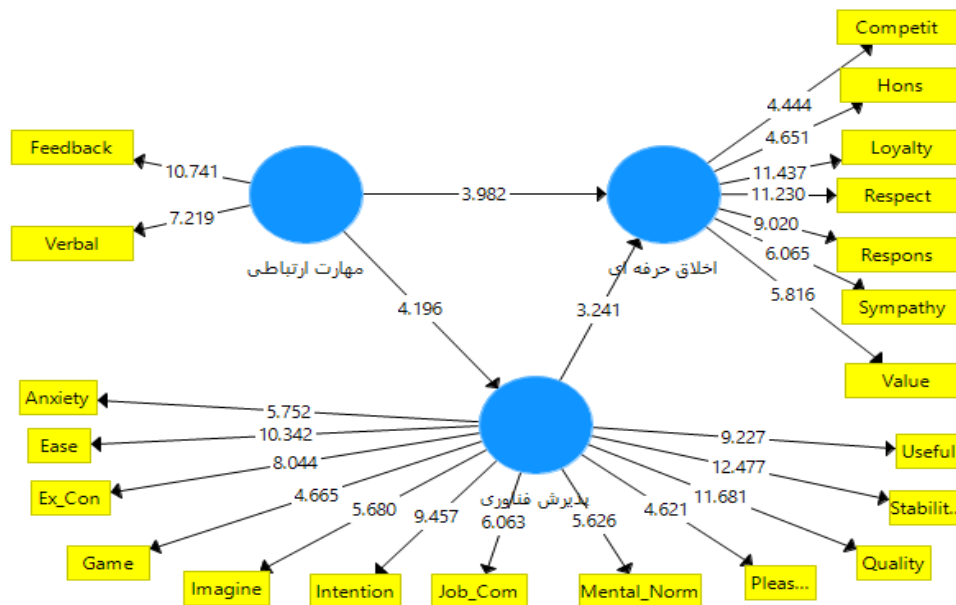 Competit
4.444
Hons
4.651
Feedback
10.741
Loyalty
11.437
3.982
Respect
11.230
Verbal
7.219
Respons
9.020
مهارت ارتباطی
اخلاق حرفه ای
Sympathy
6.065
5.816
Value
4.196
3.241
Anxiety
5.752
Ease
10.342
Ex_Con
8.044
Game
4.665
Imagine
5.680
Intention
9.457
پذیرش فناوری
Job_Com
6.063
Mental_Norm
5.626
Pleas...
4.621
Quality
11.681
Stabilit...
12.477
Useful
9.227